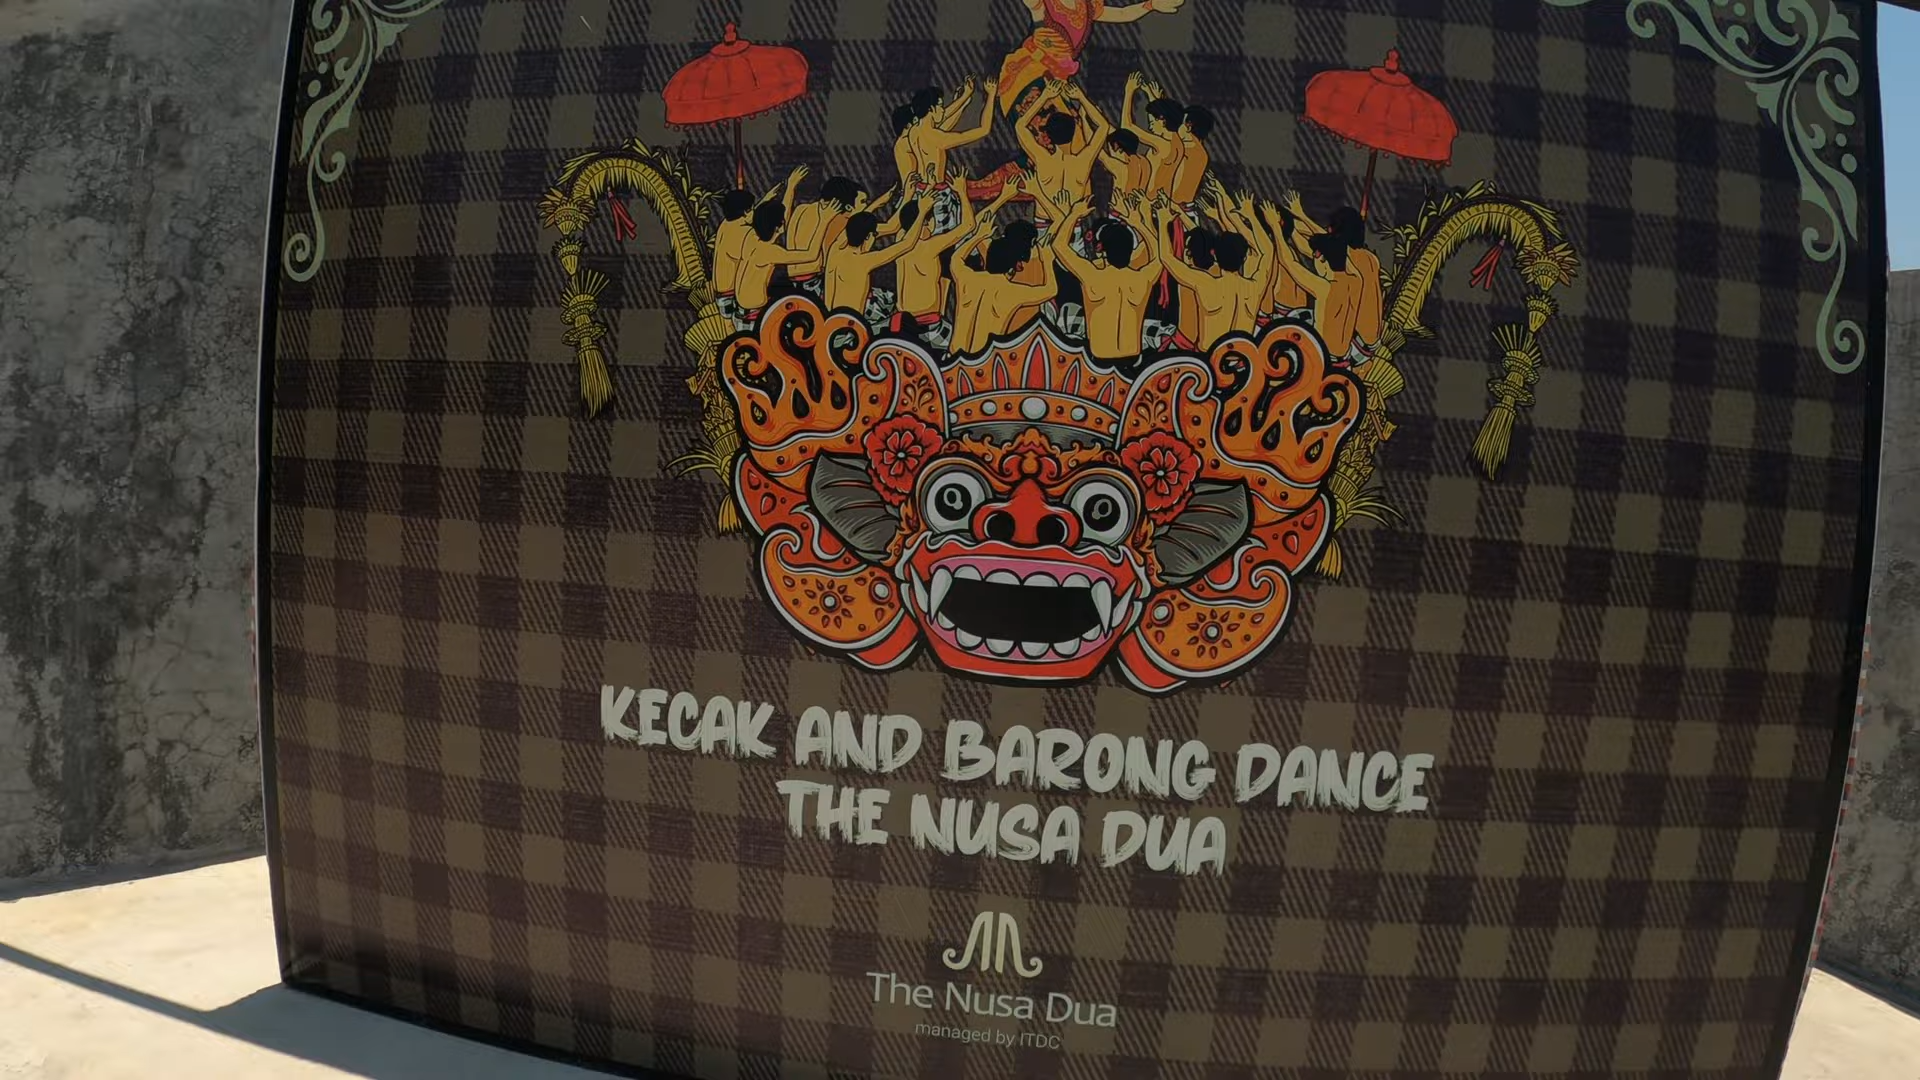 KECAK AND BARONG DANCE
THE NUSA DUA
The Nusa Dua
managed by ITDC